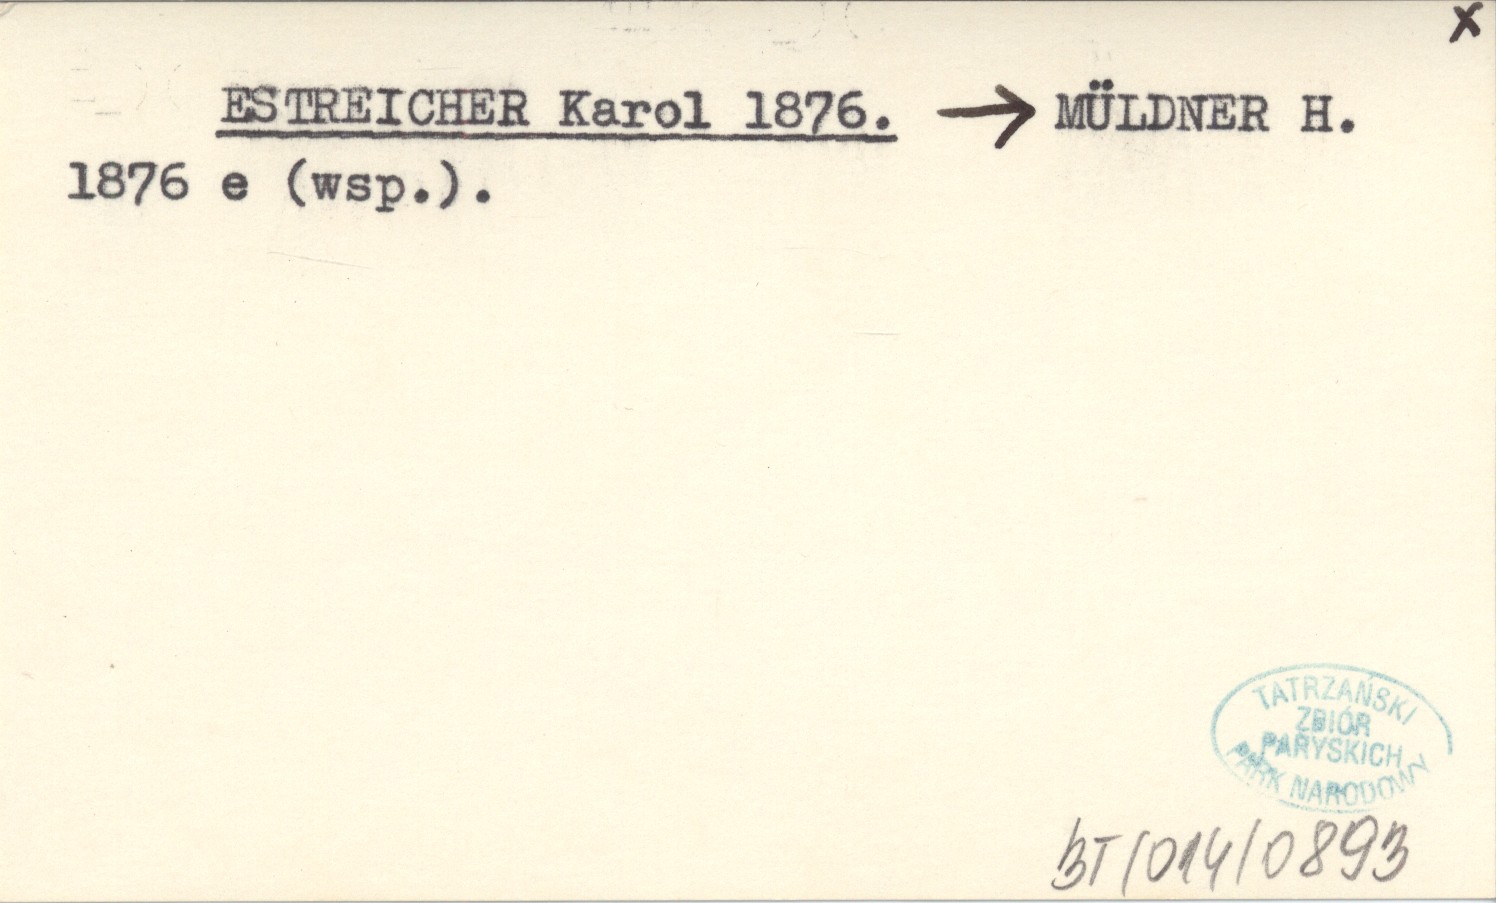 x
ESTREICHER Karol 1876. → MÜLDNER H.
1876 e (wsp.).
TATRZAŃSKI
ZBIÓR
PARYSKICH
PARK NARODOWY
BT/014/0893